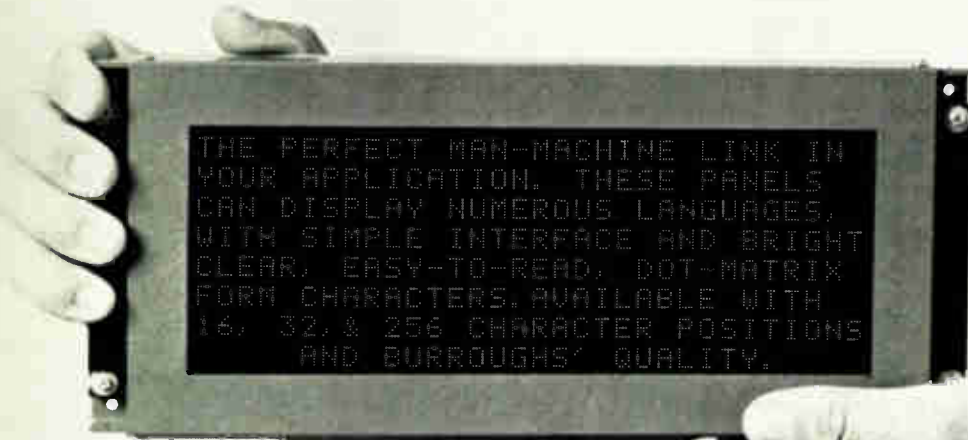 THE PERFECT MAN-MACHINE LINK IN
YOUR APPLICATION. THESE PANELS
CAN DISPLAY NUMEROUS LANGUAGES,
WITH SIMPLE INTERFACE AND BRIGHT
CLEAR, EASY-TO-READ, DOT-MATRIX
FORM CHARACTERS. AVAILABLE WITH
16, 32, & 256 CHARACTER POSITIONS
AND BURROUGHS' QUALITY.